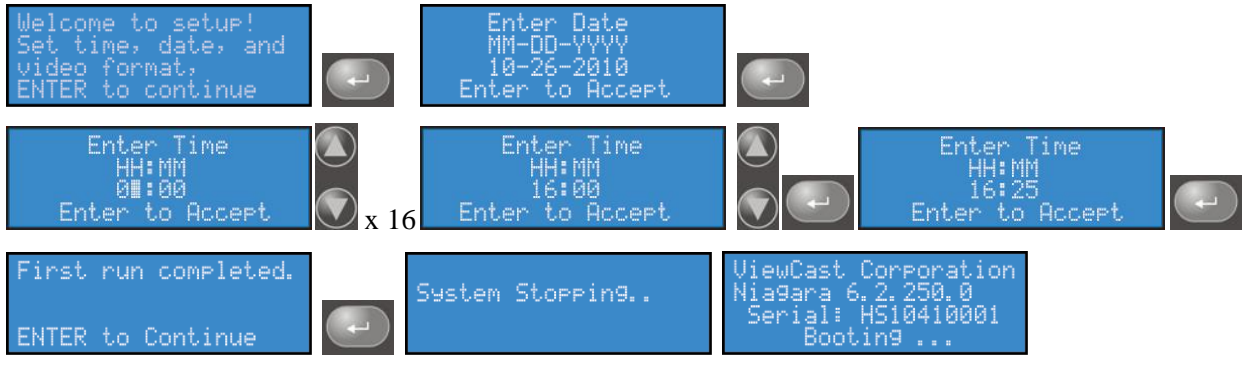 Welcome to setup!
Set time, date, and
video format,
ENTER to continue
Enter Date
MM-DD-YYYY
10-26-2010
Enter to Accept
Enter Time
HH:MM
0█:00
Enter to Accept
x 16
Enter Time
HH:MM
16:00
Enter to Accept
Enter Time
HH:MM
16:25
Enter to Accept
First run completed.
ENTER to Continue
System Stopping..
ViewCast Corporation
Niagara 6.2.250.0
Serial: HS10410001
Booting ...